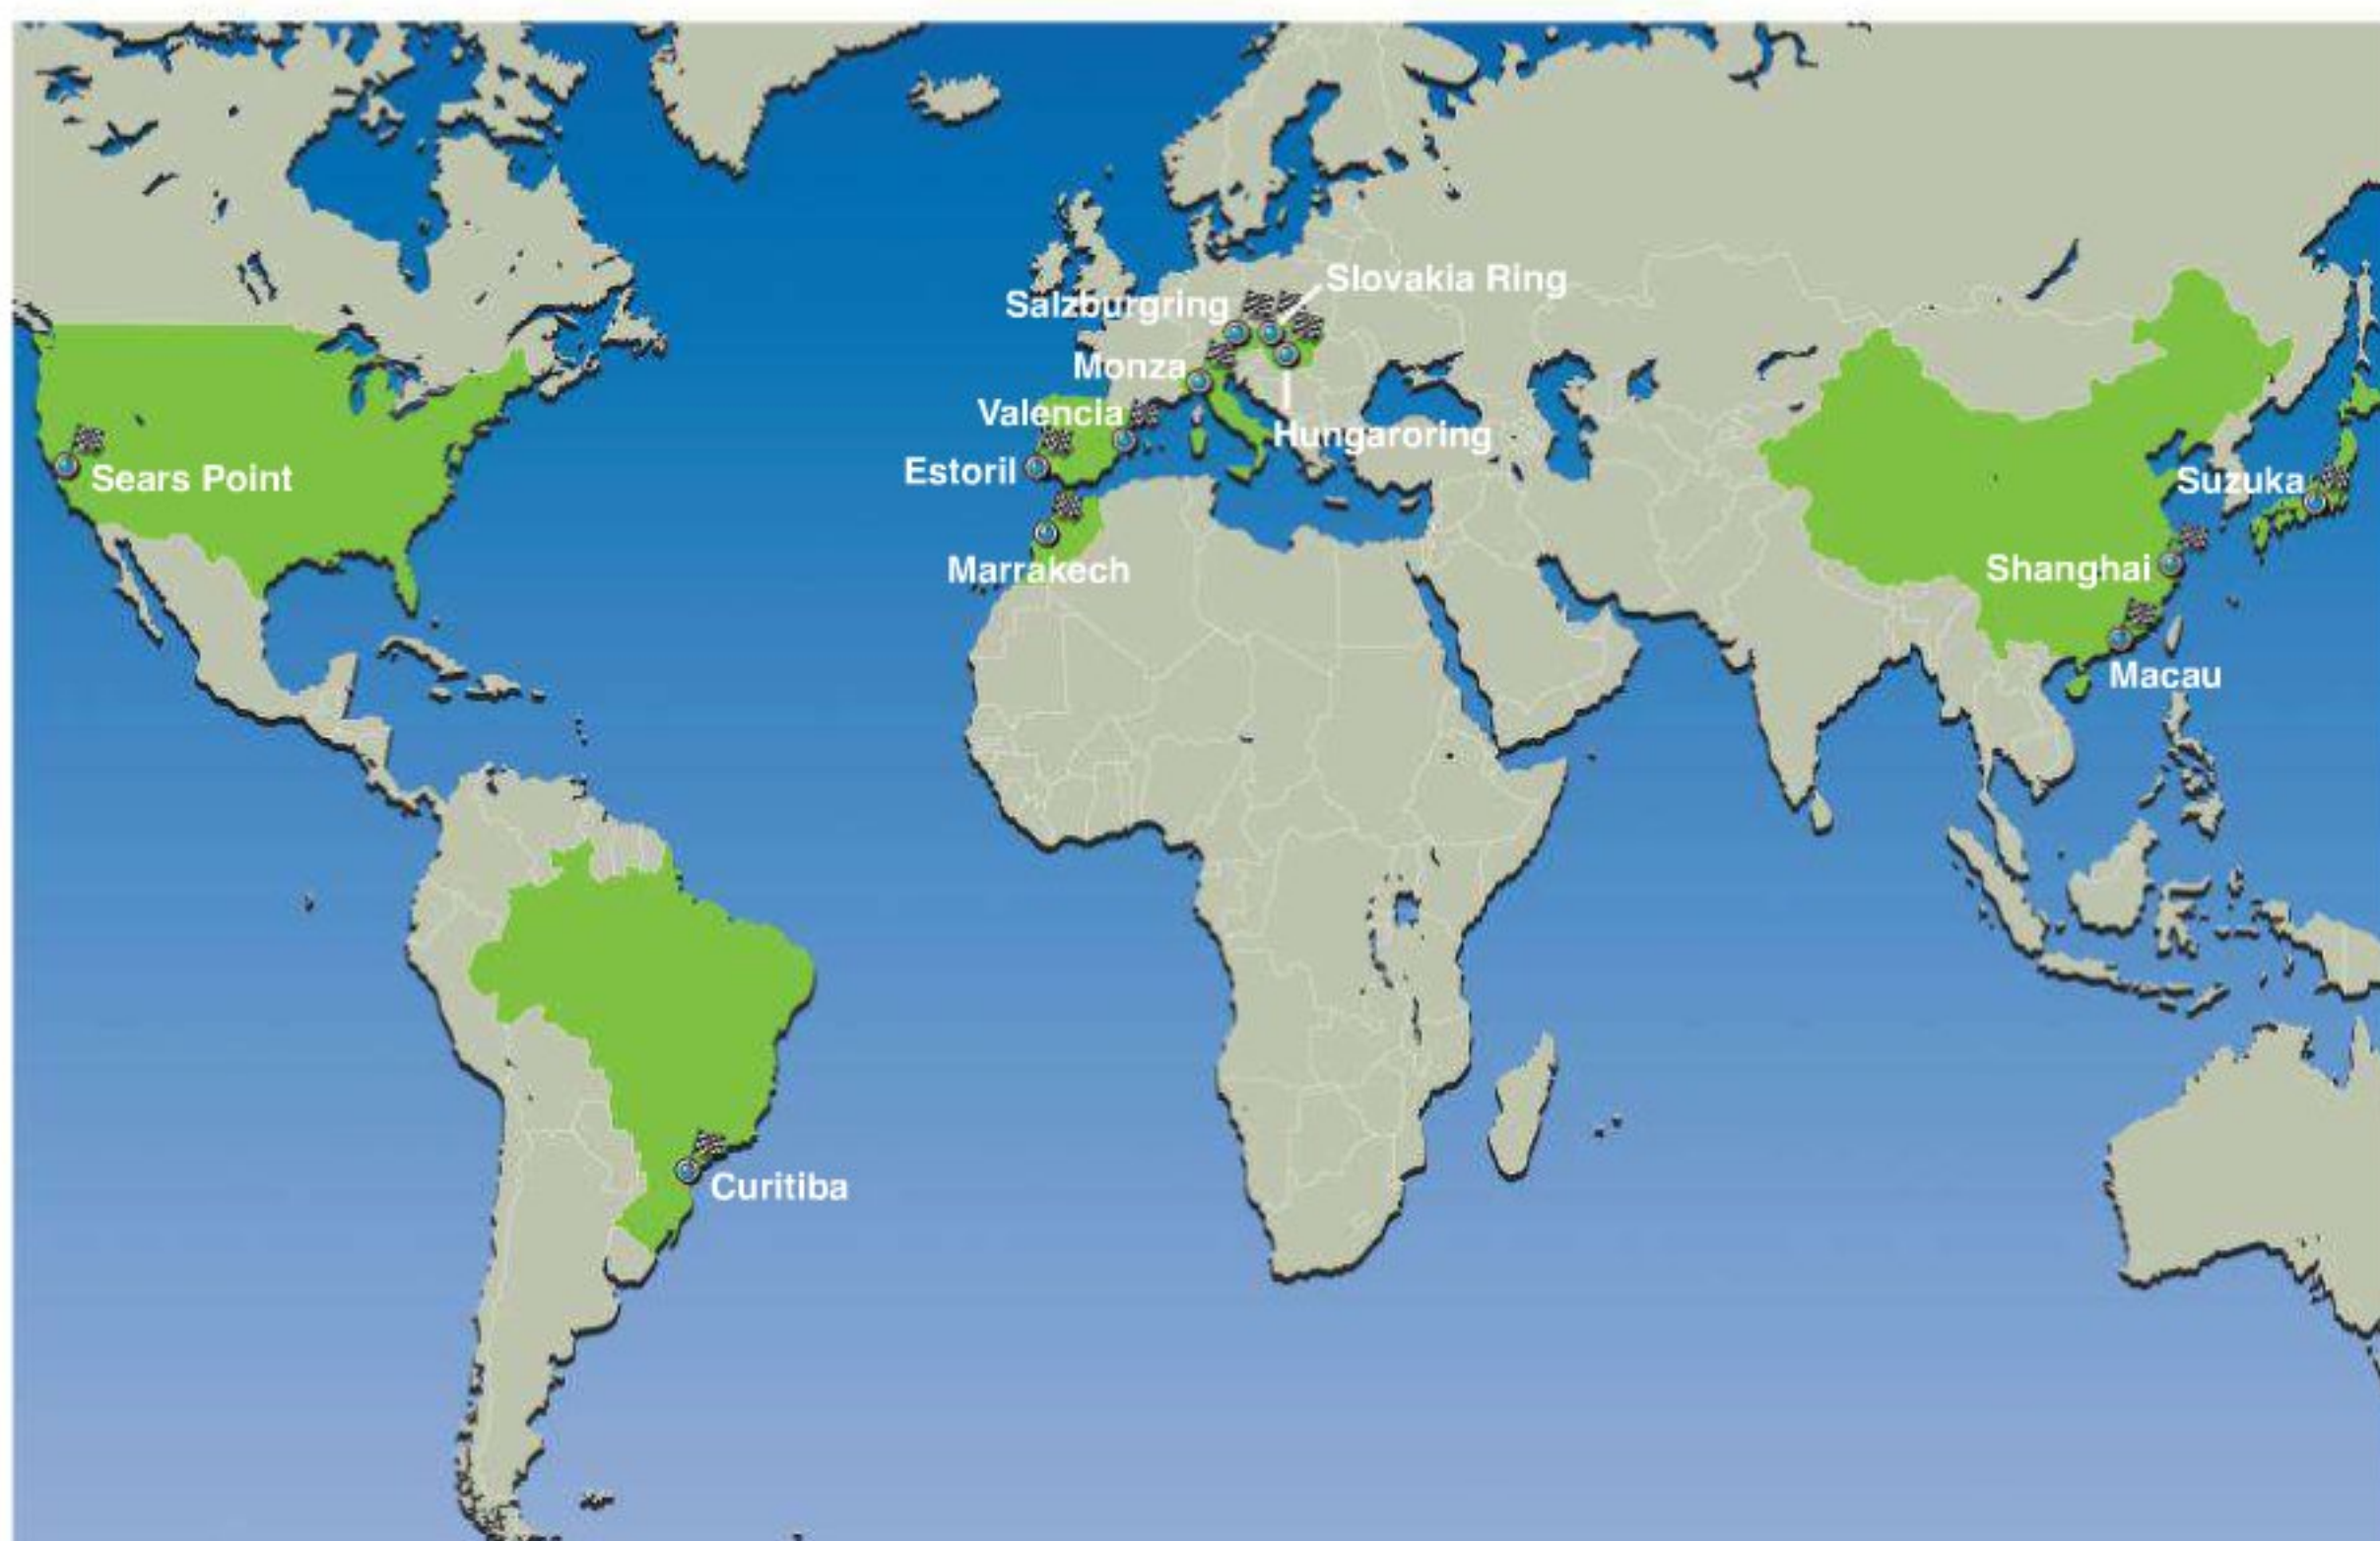 Slovakia Ring
Salzburgring
Monza
Valencia
Hungaroring
Estoril
Sears Point
Suzuka
Marrakech
Shanghai
Macau
Curitiba